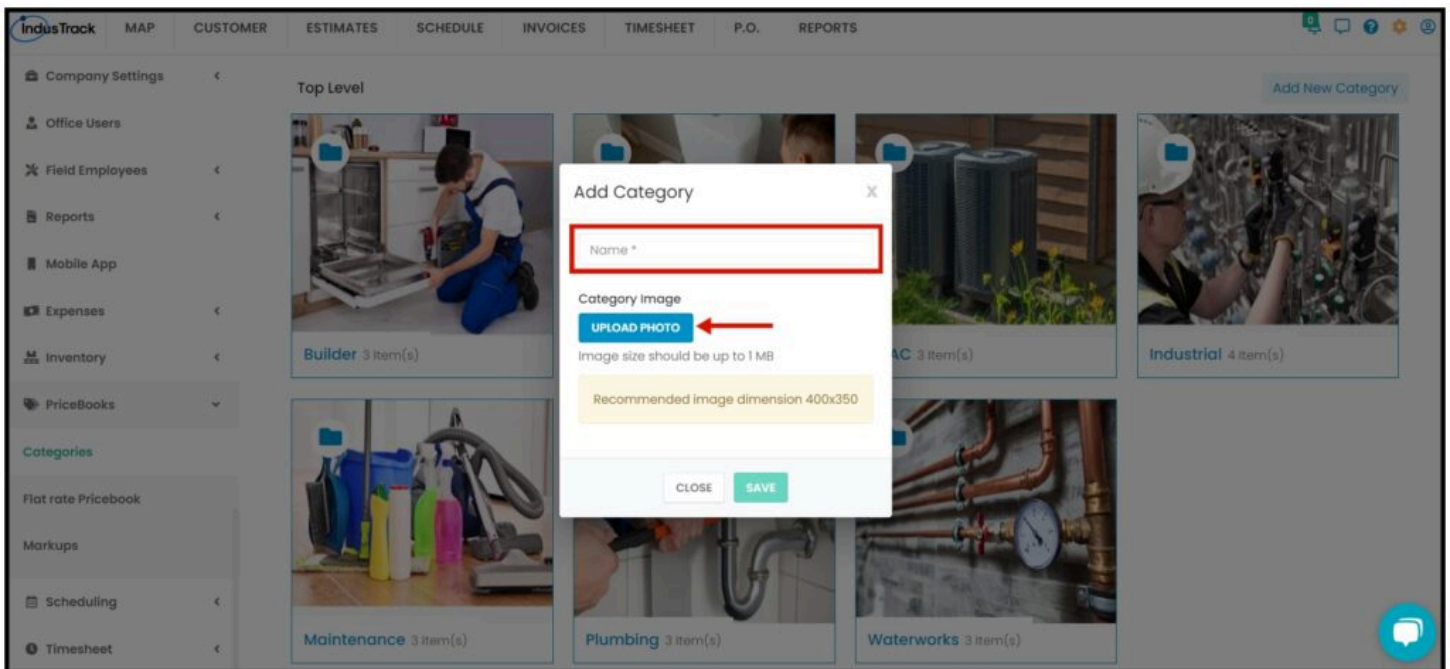 IndusTrack MAP CUSTOMER ESTIMATES SCHEDULE INVOICES TIMESHEET P.O. REPORTS 0
Company Settings
Office Users
Field Employees
Reports
Mobile App
Expenses
Inventory
PriceBooks
Categories
Flat rate Pricebook
Markups
Scheduling
Timesheet
Top Level
Add New Category
Builder 3 Item(s)
AC 3 Item(s)
Industrial 4 Item(s)
Maintenance 3 Item(s)
Plumbing 3 Item(s)
Waterworks 3 Item(s)
Add Category X
Name *
Category Image
UPLOAD PHOTO
Image size should be up to 1 MB
Recommended image dimension 400x350
CLOSE SAVE